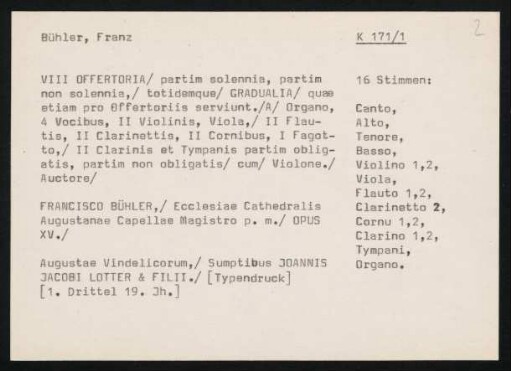 Bühler, Franz
K 171/1
2
VIII OFFERTORIA/ partim solennia, partim
non solennia,/ totidemque/ GRADUALIA/ quae
etiam pro Offertoriis serviunt./A/ Organo,
4 Vocibus, II Violinis, Viola,/ II Flau-
tis, II Clarinettis, II Cornibus, I Fagot-
to,/ II Clarinis et Tympanis partim oblig-
atis, partim non obligatis/ cum/ Violone./
Auctore/
FRANCISCO BÜHLER,/ Ecclesiae Cathedralis
Augustanae Capellae Magistro p. m./ OPUS
XV./
Augustae Vindelicorum,/ Sumptibus JOANNIS
JACOBI LOTTER & FILII./ [Typendruck]
[1. Drittel 19. Jh.]
16 Stimmen:
Canto,
Alto,
Tenore,
Basso,
Violino 1,2,
Viola,
Flauto 1,2,
Clarinetto 2,
Cornu 1,2,
Clarino 1,2,
Tympani,
Organo.